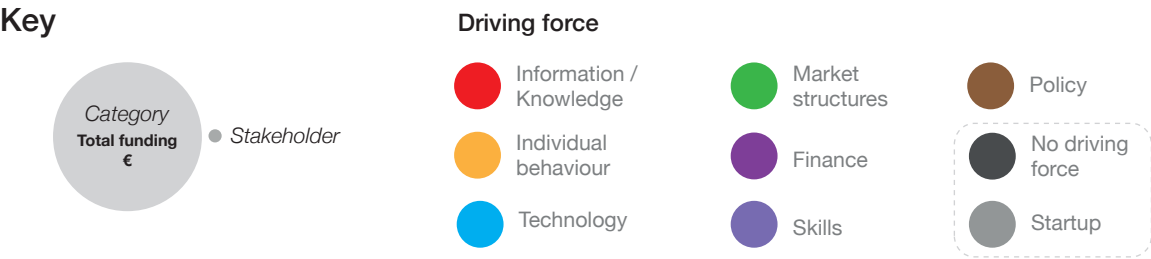 Key
Category
Total funding
€
Stakeholder
Driving force
Information /
Knowledge
Individual
behaviour
Technology
Market
structures
Finance
Skills
Policy
No driving
force
Startup